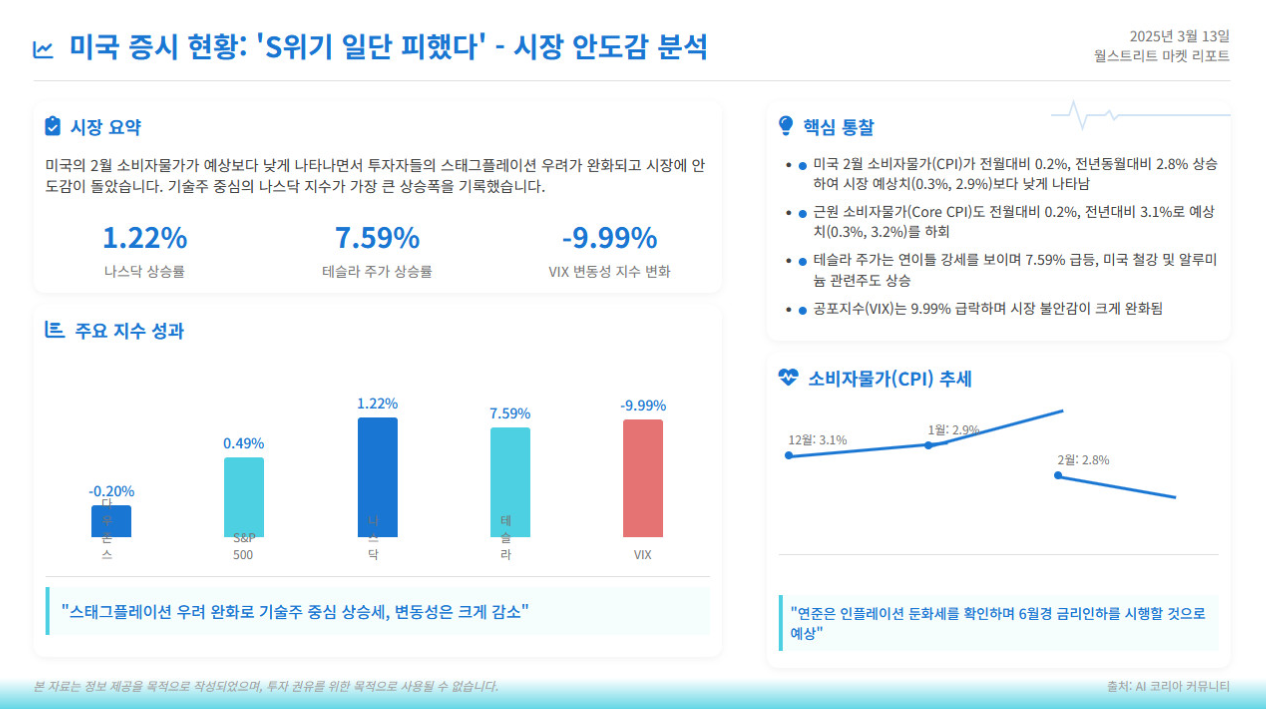 미국 증시 현황: 'S위기 일단 피했다' - 시장 안도감 분석
2025년 3월 13일
월스트리트 마켓 리포트
시장 요약
미국의 2월 소비자물가가 예상보다 낮게 나타나면서 투자자들의 스태그플레이션 우려가 완화되고 시장에 안
도감이 돌았습니다. 기술주 중심의 나스닥 지수가 가장 큰 상승폭을 기록했습니다.
1.22%
나스닥 상승률
7.59%
테슬라 주가 상승률
-9.99%
VIX 변동성 지수 변화
주요 지수 성과
-0.20%
다우존스
0.49%
S&P
500
1.22%
나스닥
7.59%
테슬라
-9.99%
VIX
"스태그플레이션 우려 완화로 기술주 중심 상승세, 변동성은 크게 감소"
핵심 통찰
미국 2월 소비자물가(CPI)가 전월대비 0.2%, 전년동월대비 2.8% 상승
하여 시장 예상치(0.3%, 2.9%)보다 낮게 나타남
근원 소비자물가(Core CPI)도 전월대비 0.2%, 전년대비 3.1%로 예상
치(0.3%, 3.2%)를 하회
테슬라 주가는 연이틀 강세를 보이며 7.59% 급등, 미국 철강 및 알루미
늄 관련주도 상승
공포지수(VIX)는 9.99% 급락하며 시장 불안감이 크게 완화됨
소비자물가(CPI) 추세
12월: 3.1%
1월: 2.9%
2월: 2.8%
"연준은 인플레이션 둔화세를 확인하며 6월경 금리인하를 시행할 것으로
예상"
본 자료는 정보 제공을 목적으로 작성되었으며, 투자 권유를 위한 목적으로 사용될 수 없습니다.
출처: AI 코리아 커뮤니티